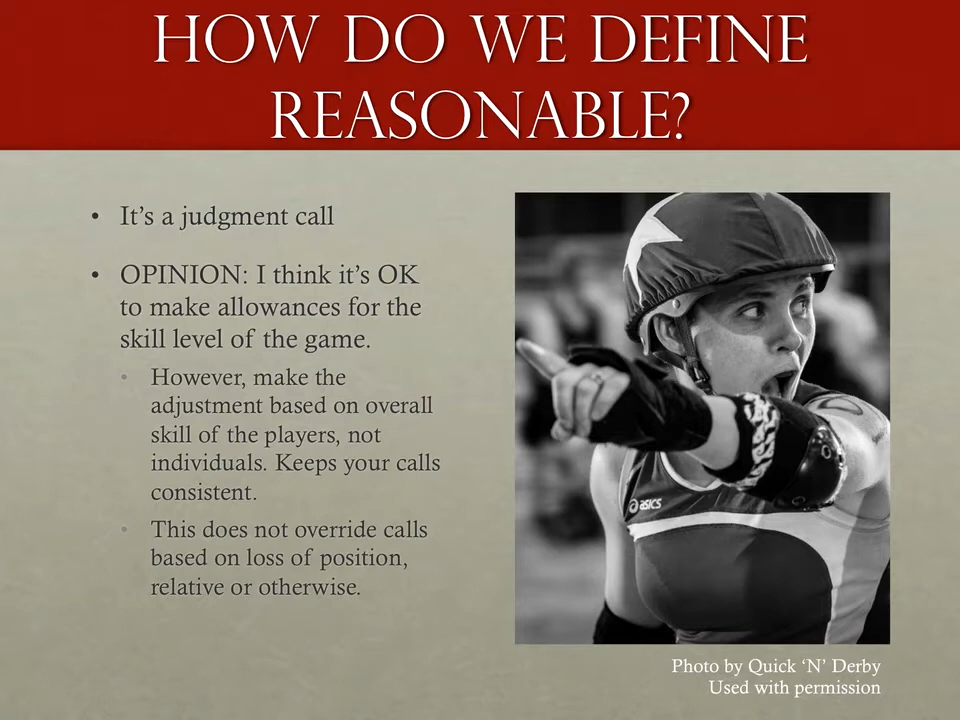 HOW DO WE DEFINE
REASONABLE?
• It’s a judgment call
• OPINION: I think it’s OK
to make allowances for the
skill level of the game.
• However, make the
adjustment based on overall
skill of the players, not
individuals. Keeps your calls
consistent.
• This does not override calls
based on loss of position,
relative or otherwise.
asics
Photo by Quick ‘N’ Derby
Used with permission